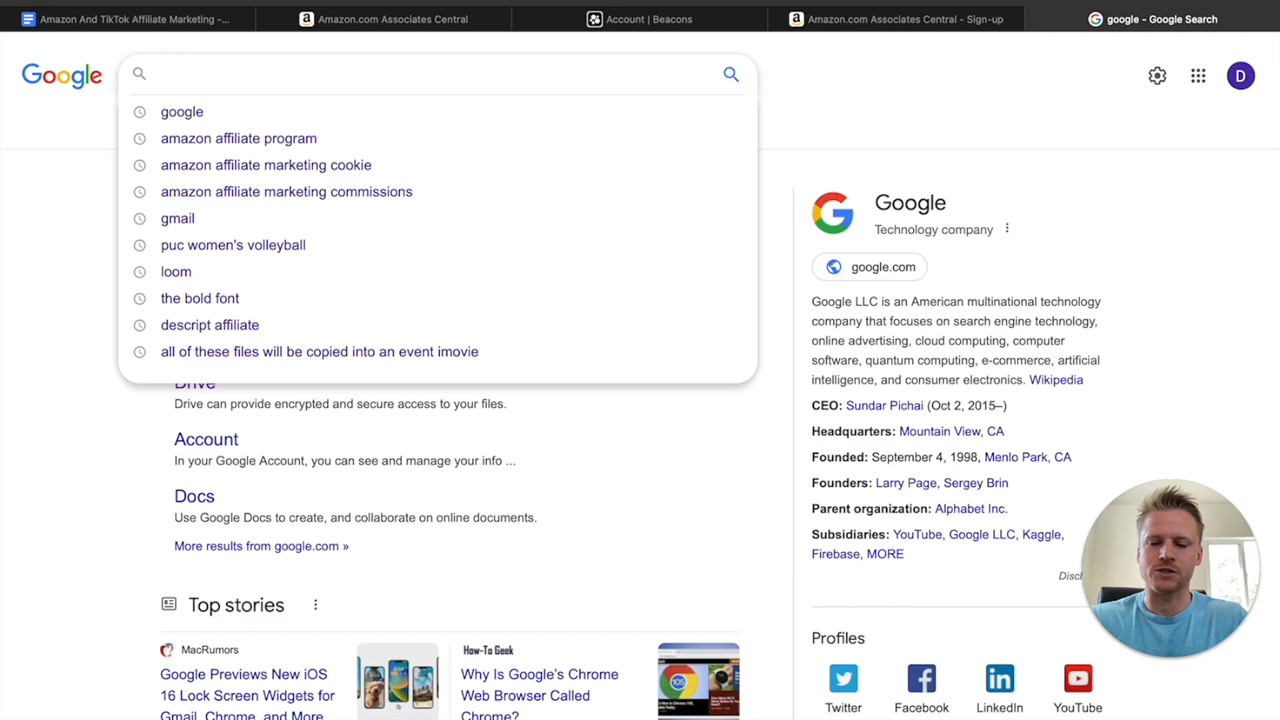 Amazon And TikTok Affiliate Marketing -...
Amazon.com Associates Central
Account | Beacons
Amazon.com Associates Central - Sign-up
google - Google Search
Google
D
google
amazon affiliate program
amazon affiliate marketing cookie
amazon affiliate marketing commissions
gmail
puc women's volleyball
loom
the bold font
descript affiliate
all of these files will be copied into an event imovie
Drive
Drive can provide encrypted and secure access to your files.
Account
In your Google Account, you can see and manage your info ...
Docs
Use Google Docs to create, and collaborate on online documents.
More results from google.com »
Top stories
MacRumors
Google Previews New iOS
16 Lock Screen Widgets for
Gmail, Chrome, and More
How-To Geek
Why Is Google's Chrome
Web Browser Called
Chrome?
105
Google
Technology company
google.com
Google LLC is an American multinational technology
company that focuses on search engine technology,
online advertising, cloud computing, computer
software, quantum computing, e-commerce, artificial
intelligence, and consumer electronics. Wikipedia
CEO: Sundar Pichai (Oct 2, 2015–)
Headquarters: Mountain View, CA
Founded: September 4, 1998, Menlo Park, CA
Founders: Larry Page, Sergey Brin
Parent organization: Alphabet Inc.
Subsidiaries: YouTube, Google LLC, Kaggle,
Firebase, MORE
Profiles
Twitter
Facebook
LinkedIn
YouTube